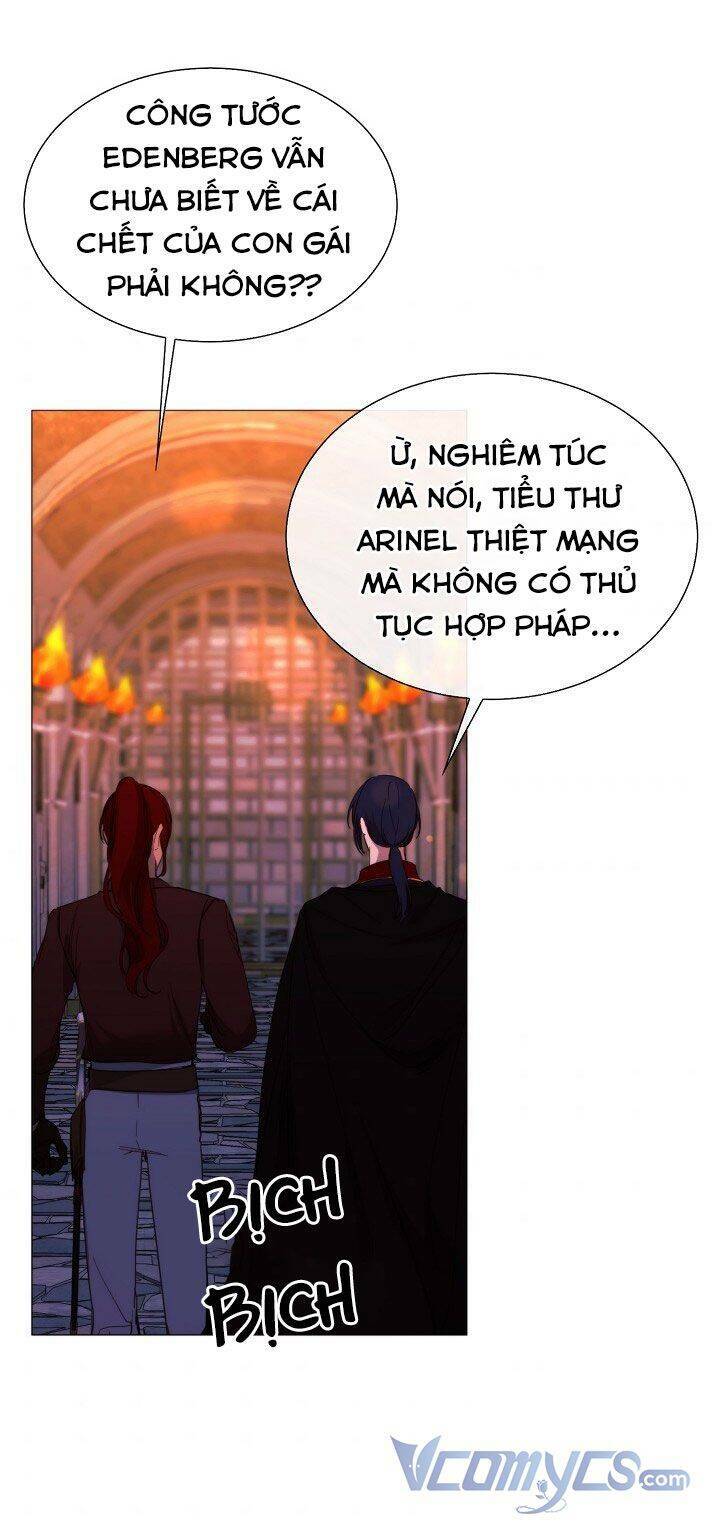 CÔNG TƯỚC
EDENBERG VẪN
CHƯA BIẾT VỀ CÁI
CHẾT CỦA CON GÁI
PHẢI KHÔNG??
Ừ, NGHIÊM TÚC
MÀ NÓI, TIỂU THƯ
ARINEL THIỆT MẠNG
MÀ KHÔNG CÓ THỦ
TỤC HỢP PHÁP...
BỊCH
BỊCH
VCOMYCS.com